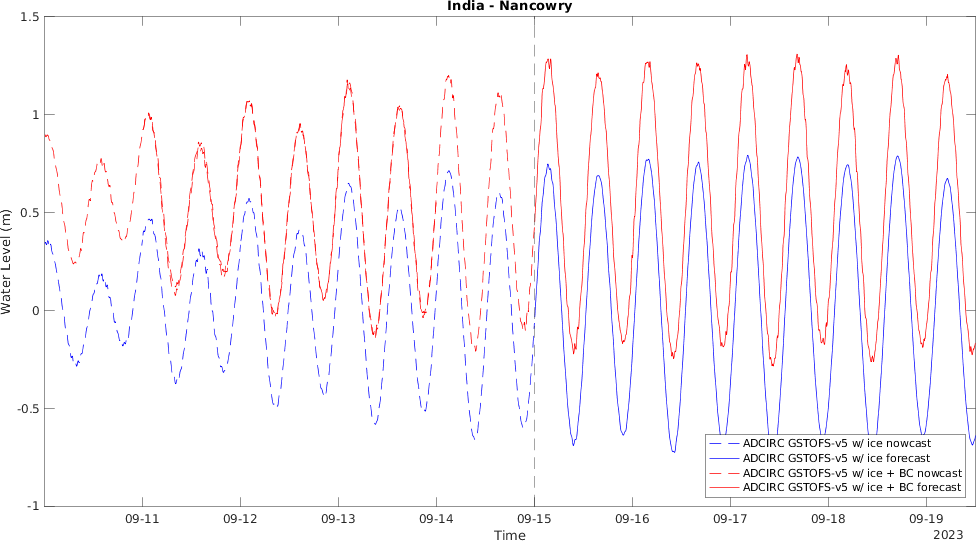 India - Nancowry
1.5
1
0.5
0
-0.5
-1
Water Level (m)
ADCIRC GSTOFS-v5 w/ ice nowcast
ADCIRC GSTOFS-v5 w/ ice forecast
ADCIRC GSTOFS-v5 w/ ice + BC nowcast
ADCIRC GSTOFS-v5 w/ ice + BC forecast
09-11 09-12 09-13 09-14 09-15 09-16 09-17 09-18 09-19
Time
2023